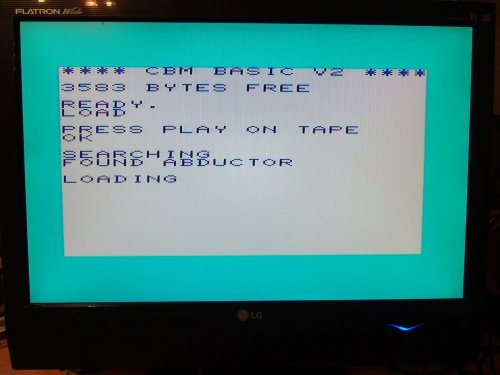 FLATRON Wide
**** CBM BASIC V2 ****
3583 BYTES FREE
READY.
LOAD
PRESS PLAY ON TAPE
OK
SEARCHING
FOUND ABDUCTOR
LOADING
LG